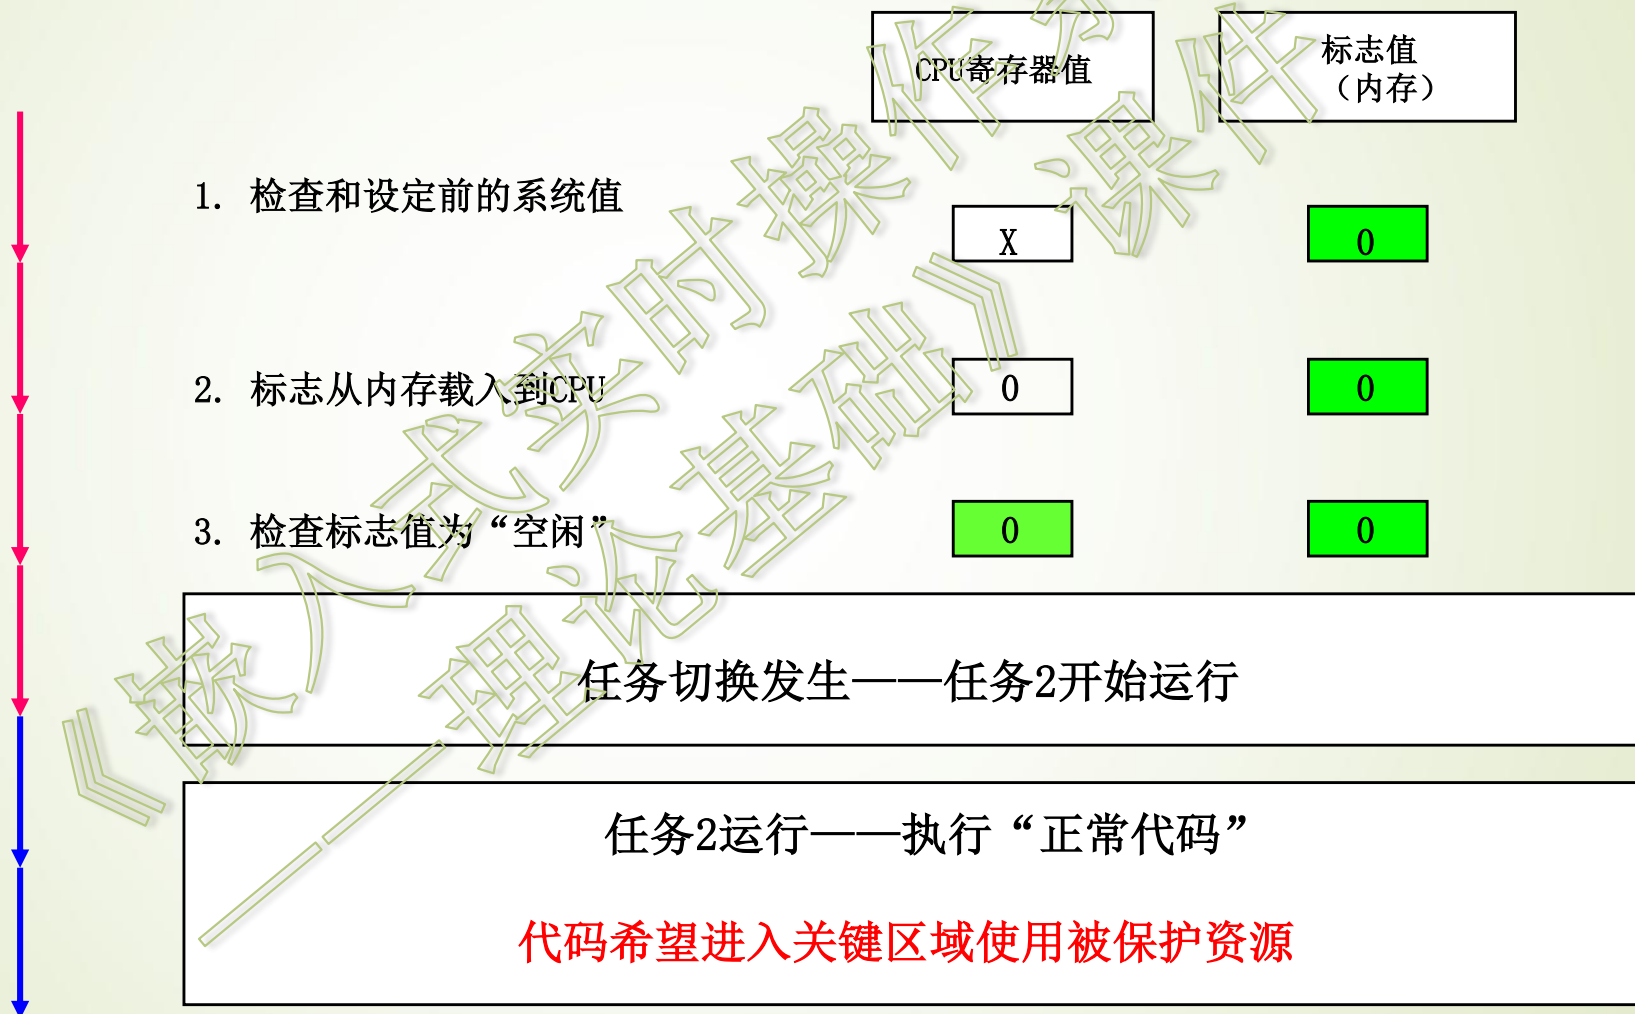 CPU寄存器值
标志值
（内存）
1. 检查和设定前的系统值
X
0
2. 标志从内存载入到CPU
0
0
3. 检查标志值为“空闲”
0
0
任务切换发生——任务2开始运行
任务2运行——执行“正常代码”
代码希望进入关键区域使用被保护资源
《嵌入式实时操作
——理论基础》课件